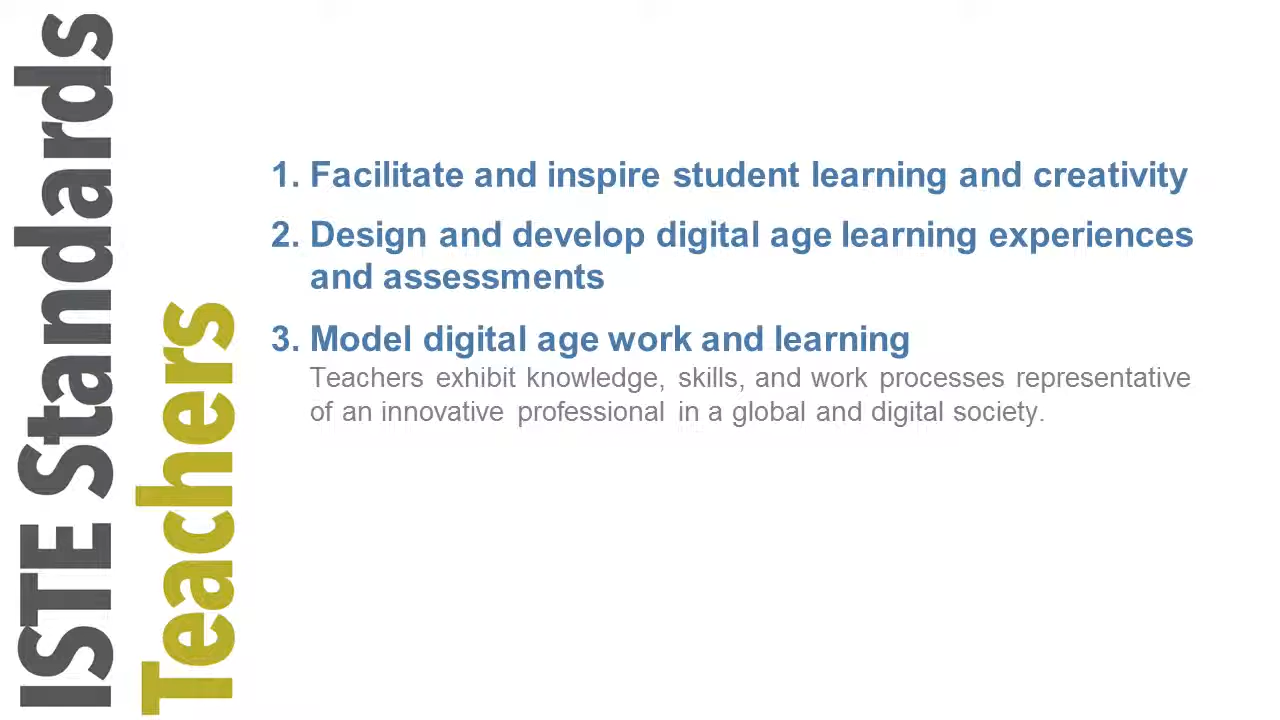 ISTE Standards
Teachers
1. Facilitate and inspire student learning and creativity
2. Design and develop digital age learning experiences
and assessments
3. Model digital age work and learning
Teachers exhibit knowledge, skills, and work processes representative
of an innovative professional in a global and digital society.